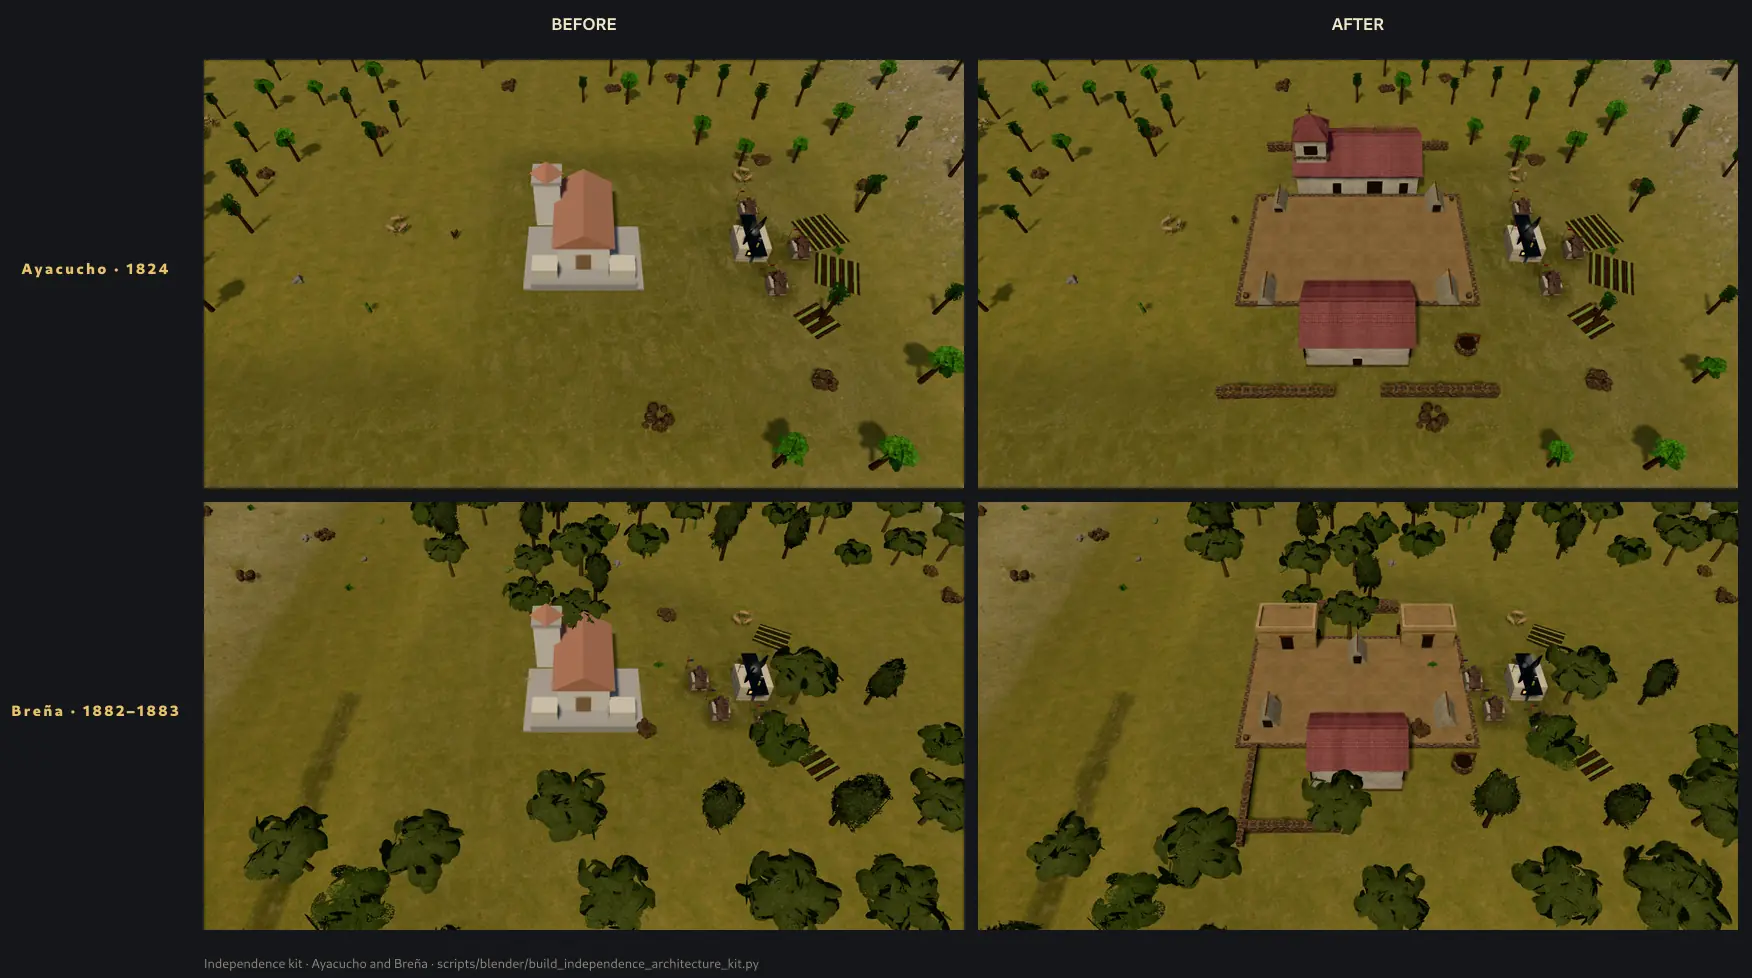 BEFORE
AFTER
Ayacucho · 1824
Breña · 1882–1883
Independence kit · Ayacucho and Breña · scripts/blender/build_independence_architecture_kit.py